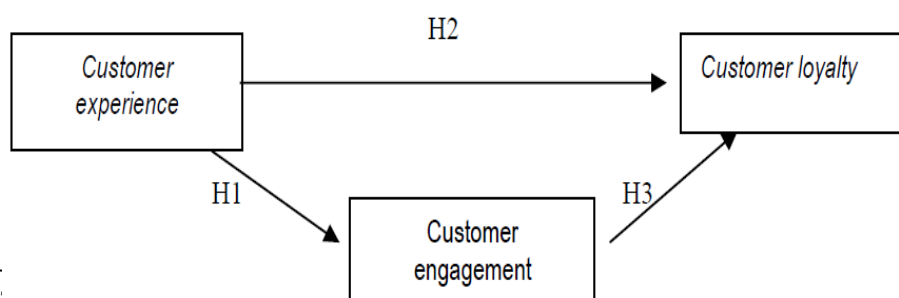 H2
Customer
experience
Customer loyalty
H1
H3
Customer
engagement